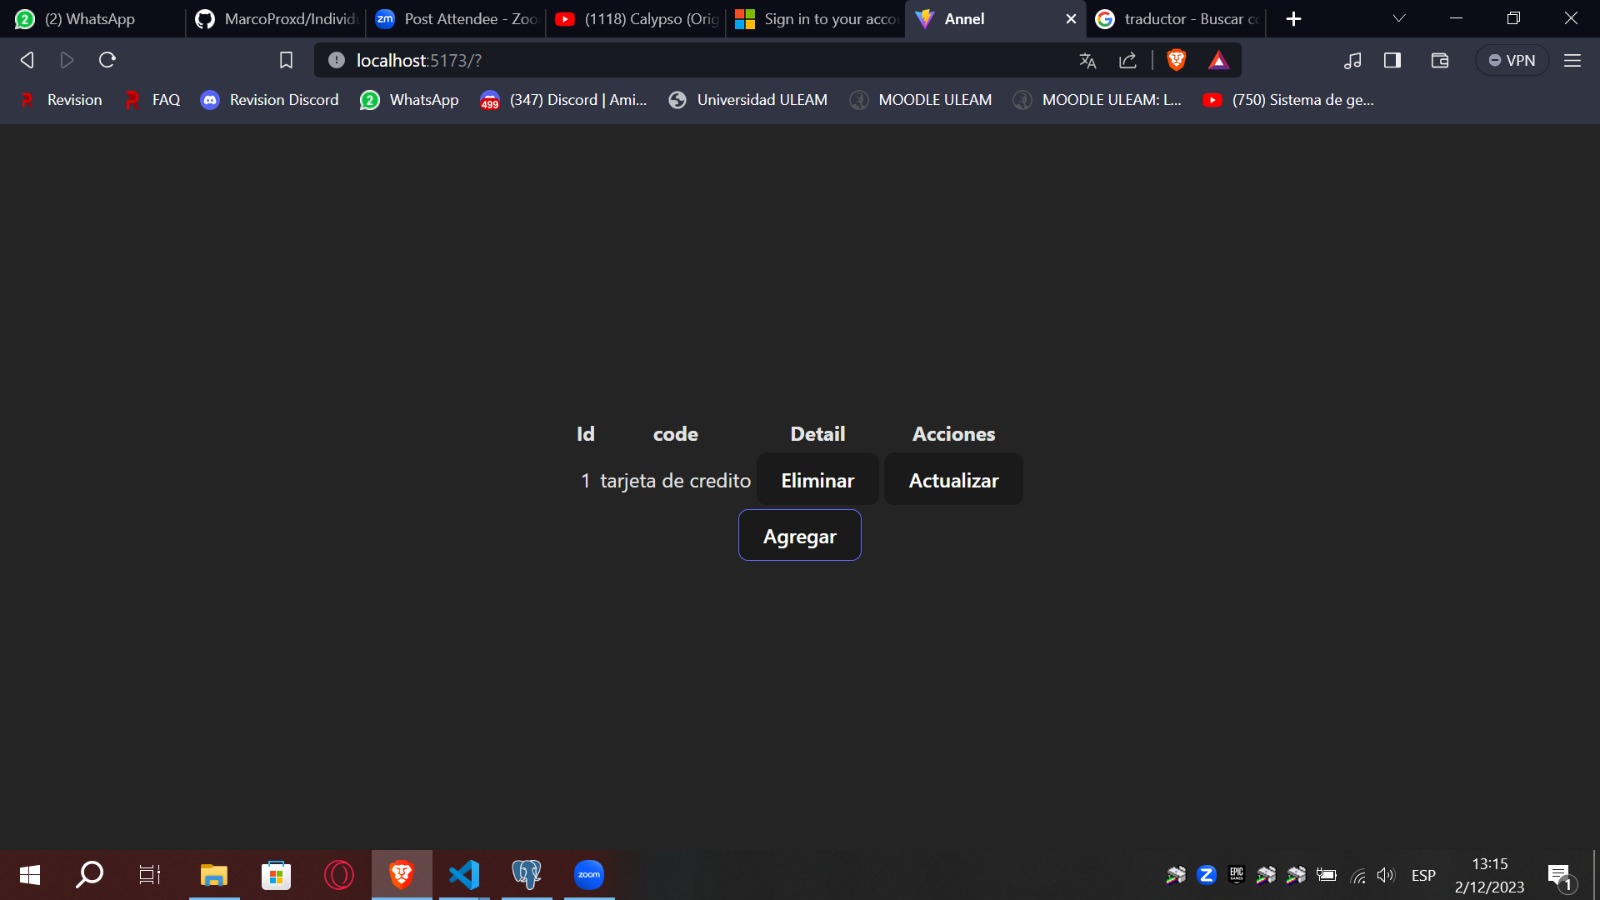 (2) WhatsApp
MarcoProxd/Individ
Post Attendee - Zoo
(1118) Calypso (Orig
Sign in to your acco
Annel
traductor - Buscar co
localhost:5173/?
VPN
Revision
FAQ
Revision Discord
WhatsApp
(347) Discord | Ami...
Universidad ULEAM
MOODLE ULEAM
MOODLE ULEAM: L...
(750) Sistema de ge...
Id code Detail Acciones
1 tarjeta de credito Eliminar Actualizar
Agregar
zoom
ESP
13:15
2/12/2023
1